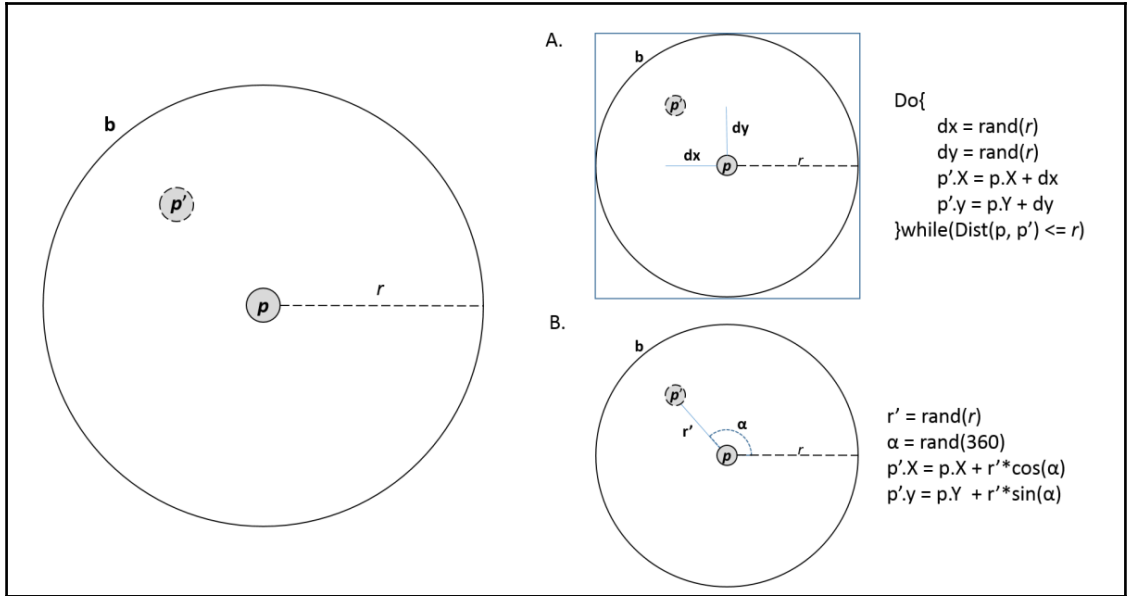 b
p'
p
r
A.
b
p'
dy
dx
p
r
Do{
dx = rand(r)
dy = rand(r)
p'.X = p.X + dx
p'.y = p.Y + dy
}while(Dist(p, p') <= r)
B.
b
p'
α
r'
p
r
r' = rand(r)
α = rand(360)
p'.X = p.X + r'*cos(α)
p'.y = p.Y + r'*sin(α)